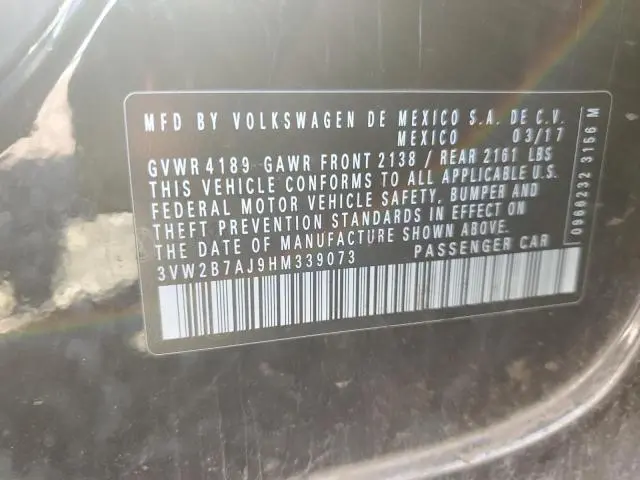 MFD BY VOLKSWAGEN DE MEXICO S.A. DE C.V.
MEXICO 03/17
GVWR 4189 GAWR FRONT 2138 / REAR 2161 LBS
THIS VEHICLE CONFORMS TO ALL APPLICABLE U.S.
FEDERAL MOTOR VEHICLE SAFETY, BUMPER AND
THEFT PREVENTION STANDARDS IN EFFECT ON
THE DATE OF MANUFACTURE SHOWN ABOVE.
3VW2B7AJ9HM339073 PASSENGER CAR
3156 M